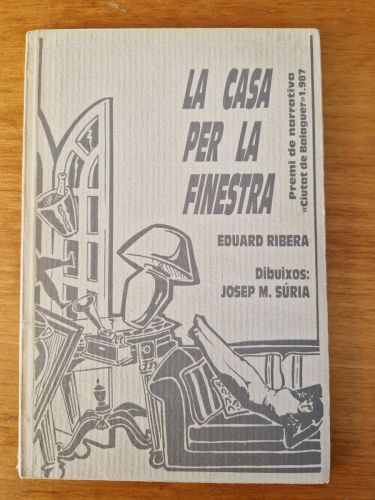 LA CASA
PER LA
FINESTRA
Premi de narrativa
«Ciutat de Balaguer»1.987
EDUARD RIBERA
Dibuixos:
JOSEP M. SÚRIA